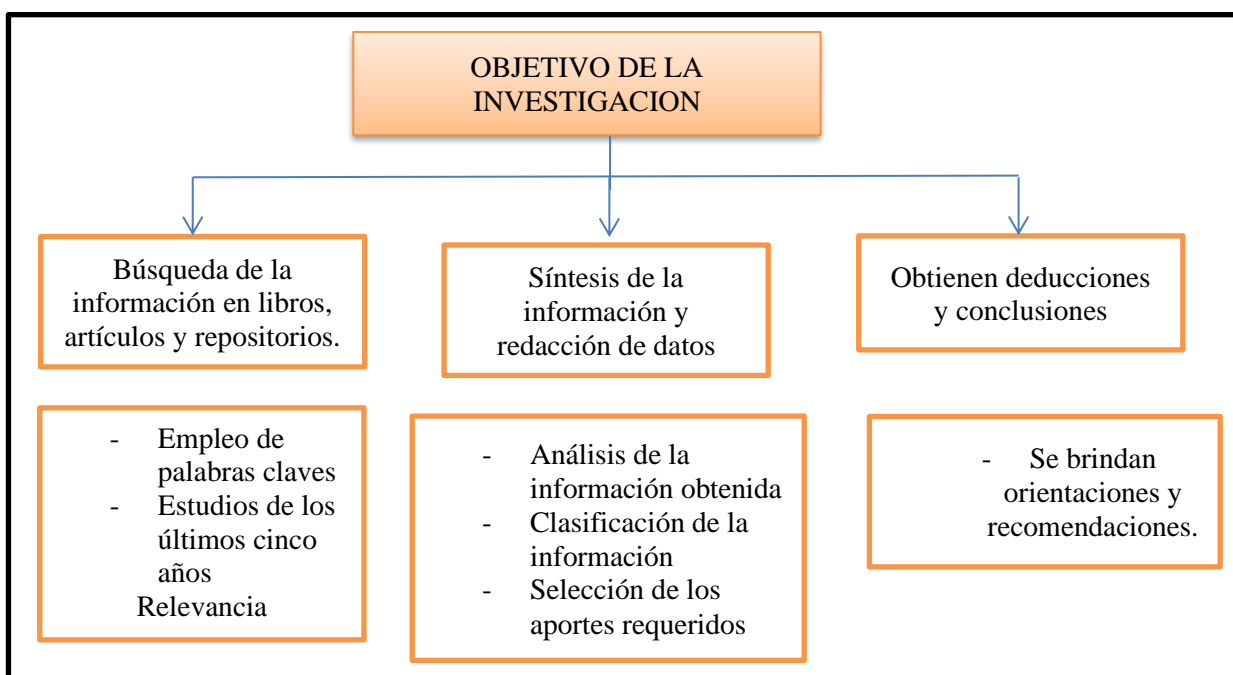 OBJETIVO DE LA
INVESTIGACION
Búsqueda de la
información en libros,
artículos y repositorios.
Síntesis de la
información y
redacción de datos
Obtienen deducciones
y conclusiones
- Empleo de
palabras claves
- Estudios de los
últimos cinco
años
Relevancia
- Análisis de la
información obtenida
- Clasificación de la
información
- Selección de los
aportes requeridos
- Se brindan
orientaciones y
recomendaciones.